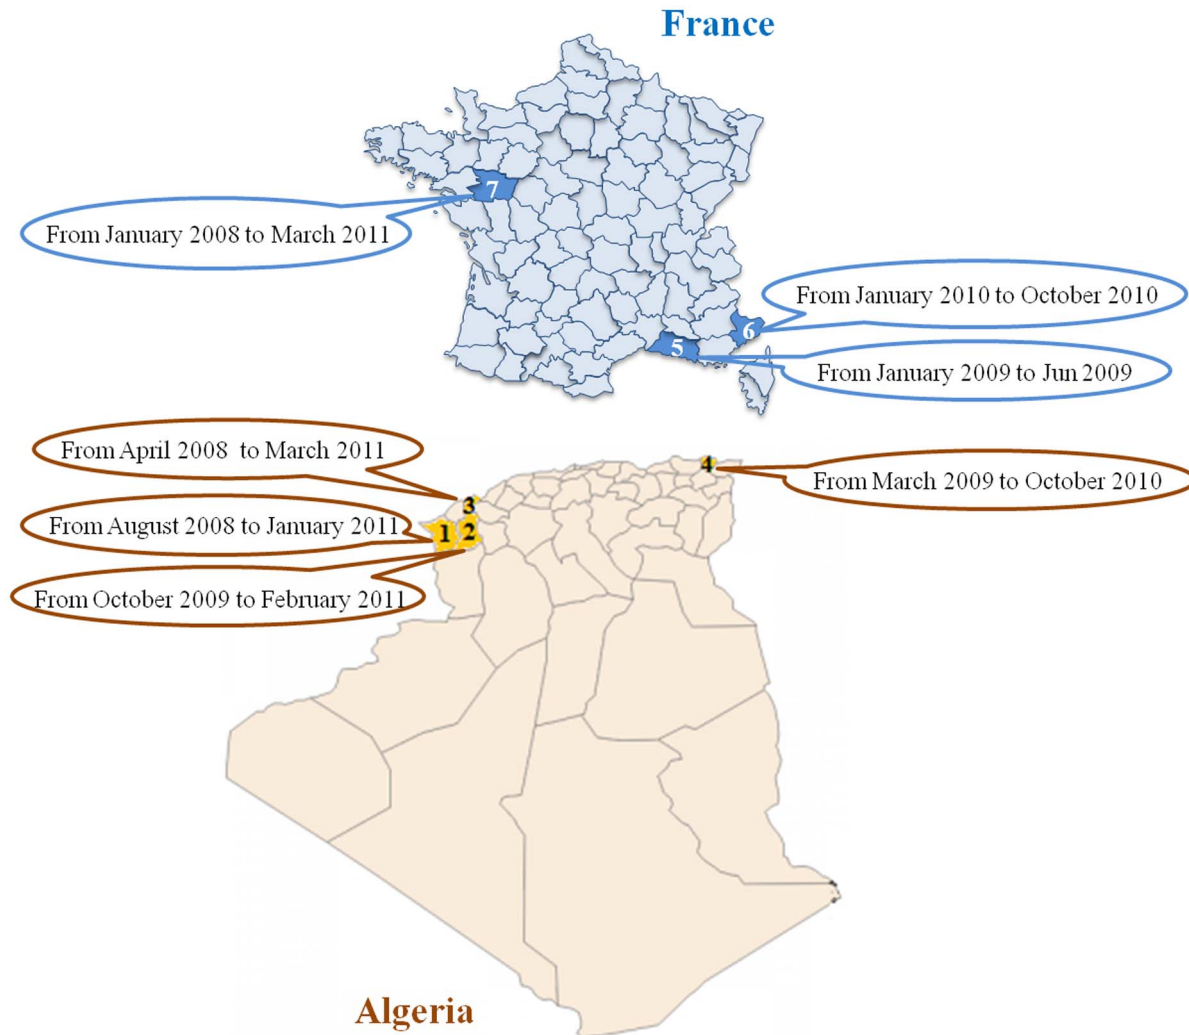 France
7
From January 2008 to March 2011
From January 2010 to October 2010
6
5
From January 2009 to Jun 2009
From April 2008 to March 2011
4
From March 2009 to October 2010
3
From August 2008 to January 2011
1
2
From October 2009 to February 2011
Algeria